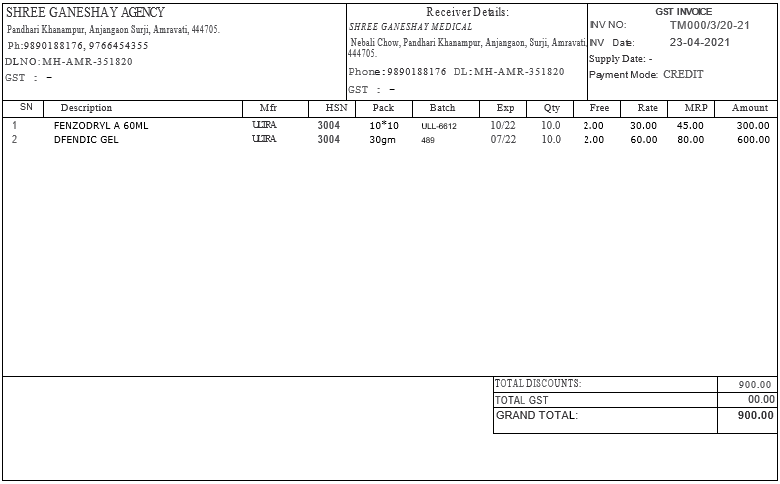 SHREE GANESHAY AGENCY
Pandhari Khanampur, Anjangaon Surji, Amravati, 444705.
Ph:9890188176, 9766454355
DLNO:MH-AMR-351820
GST : -
Receiver Details:
SHREE GANESHAY MEDICAL
Nebali Chow, Pandhari Khanampur, Anjangaon, Surji, Amravati,
444705.
Phone:9890188176 DL:MH-AMR-351820
GST : -
GST INVOICE
INV NO: TM000/3/20-21
INV Date: 23-04-2021
Supply Date: -
Payment Mode: CREDIT
SN Description Mfr HSN Pack Batch Exp Qty Free Rate MRP Amount
1 FENZODRYL A 60ML ULTRA 3004 10*10 ULL-6612 10/22 10.0 2.00 30.00 45.00 300.00
2 DFENDIC GEL ULTRA 3004 30gm 489 07/22 10.0 2.00 60.00 80.00 600.00
TOTAL DISCOUNTS: 900.00
TOTAL GST 00.00
GRAND TOTAL: 900.00